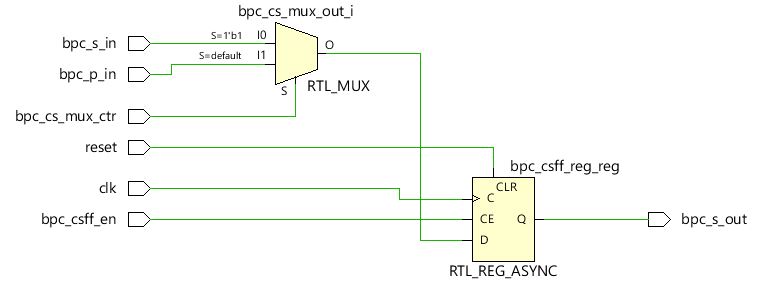 bpc_cs_mux_out_i
bpc_s_in
S=1'b1
I0
O
bpc_p_in
S=default
I1
S
RTL_MUX
bpc_cs_mux_ctr
reset
bpc_csff_reg_reg
clk
CLR
C
bpc_csff_en
CE
Q
bpc_s_out
D
RTL_REG_ASYNC